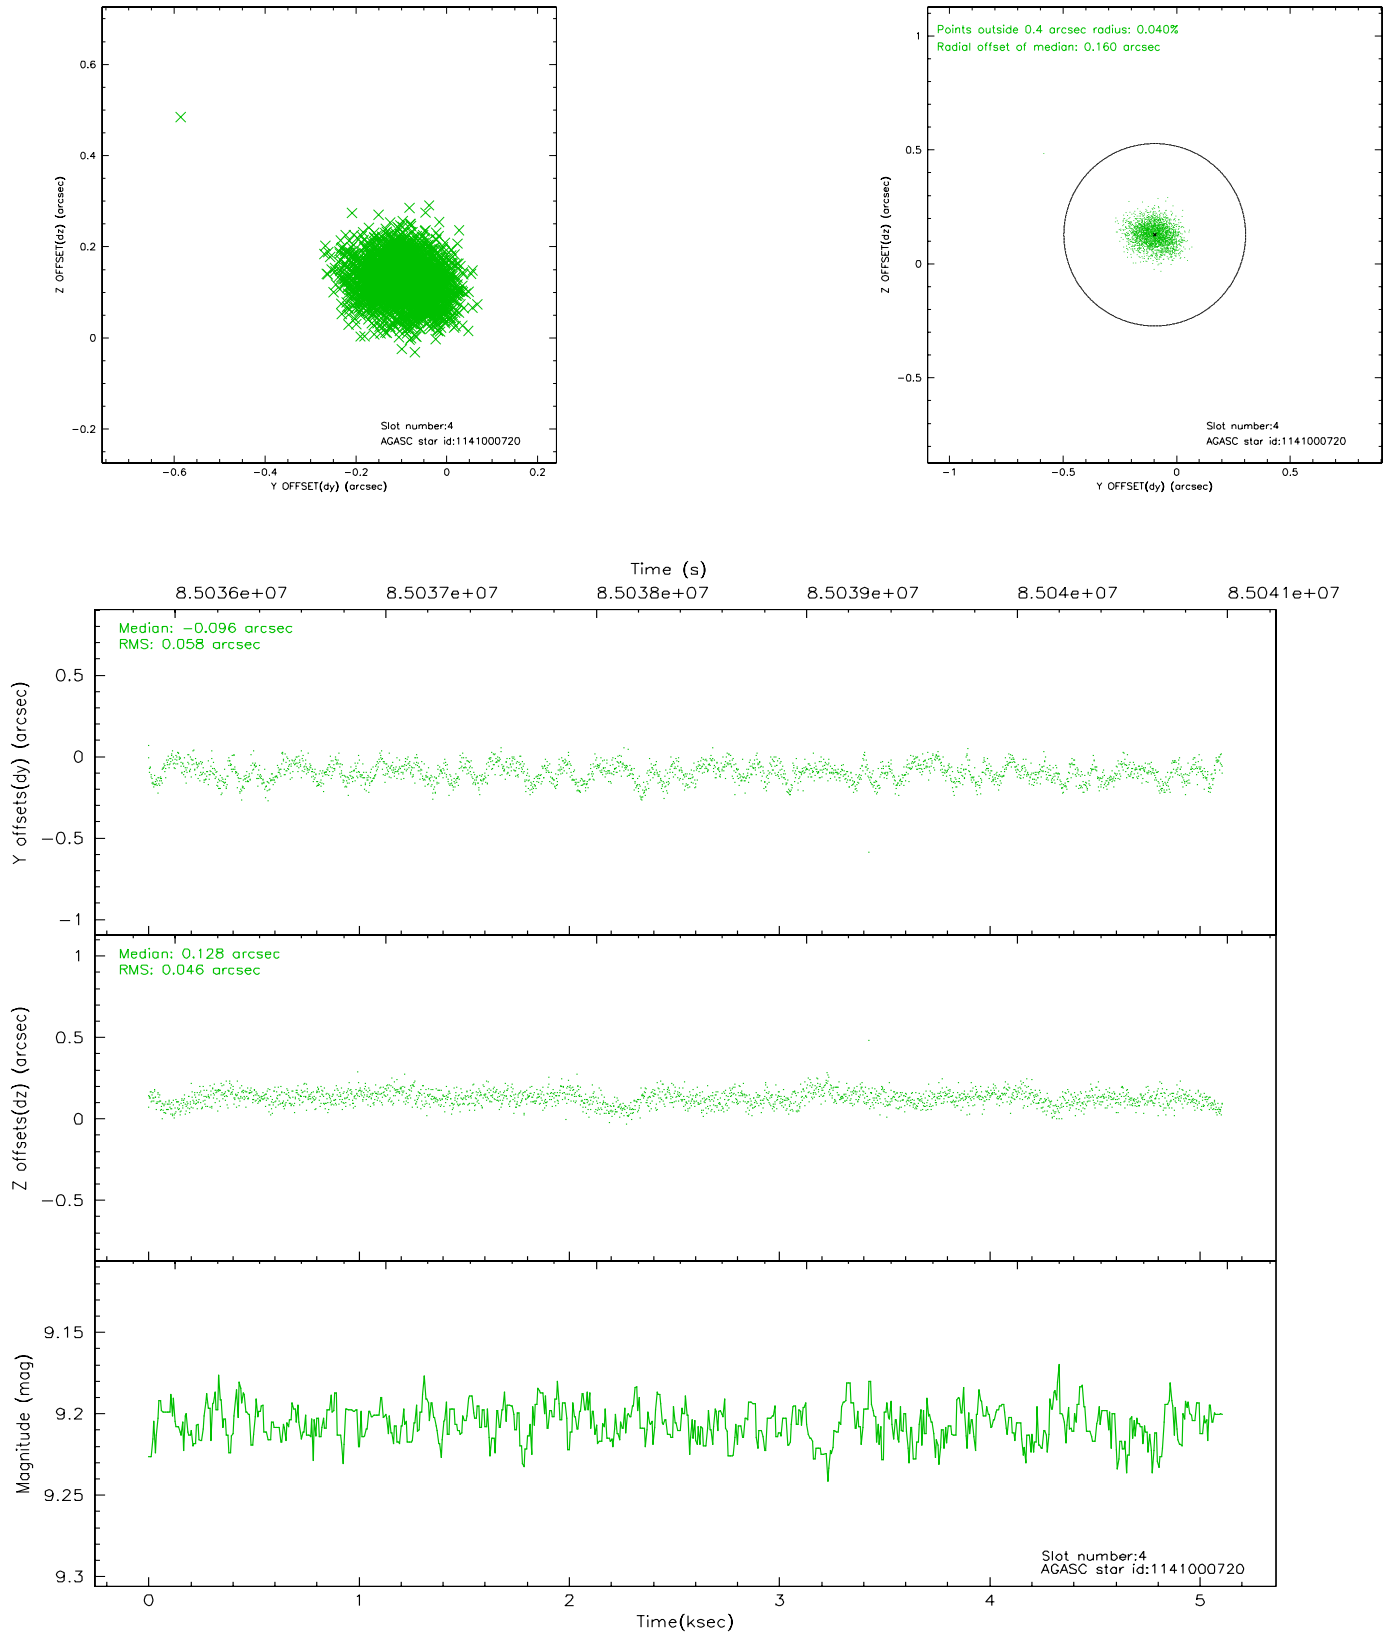 0.6
0.4
0.2
0
-0.2
Z OFFSET(dz) (arcsec)
-0.6 -0.4 -0.2 0 0.2
Y OFFSET(dy) (arcsec)
Slot number:4
AGASC star id:1141000720
Points outside 0.4 arcsec radius: 0.040%
Radial offset of median: 0.160 arcsec
1
0.5
0
-0.5
Z OFFSET(dz) (arcsec)
-1 -0.5 0 0.5
Y OFFSET(dy) (arcsec)
Slot number:4
AGASC star id:1141000720
Time (s)
8.5036e+07 8.5037e+07 8.5038e+07 8.5039e+07 8.504e+07 8.5041e+07
Median: -0.096 arcsec
RMS: 0.058 arcsec
0.5
0
-0.5
-1
Y offsets(dy) (arcsec)
Median: 0.128 arcsec
RMS: 0.046 arcsec
1
0.5
0
-0.5
Z offsets(dz) (arcsec)
9.15
9.2
9.25
9.3
Magnitude (mag)
Slot number:4
AGASC star id:1141000720
0 1 2 3 4 5
Time(ksec)